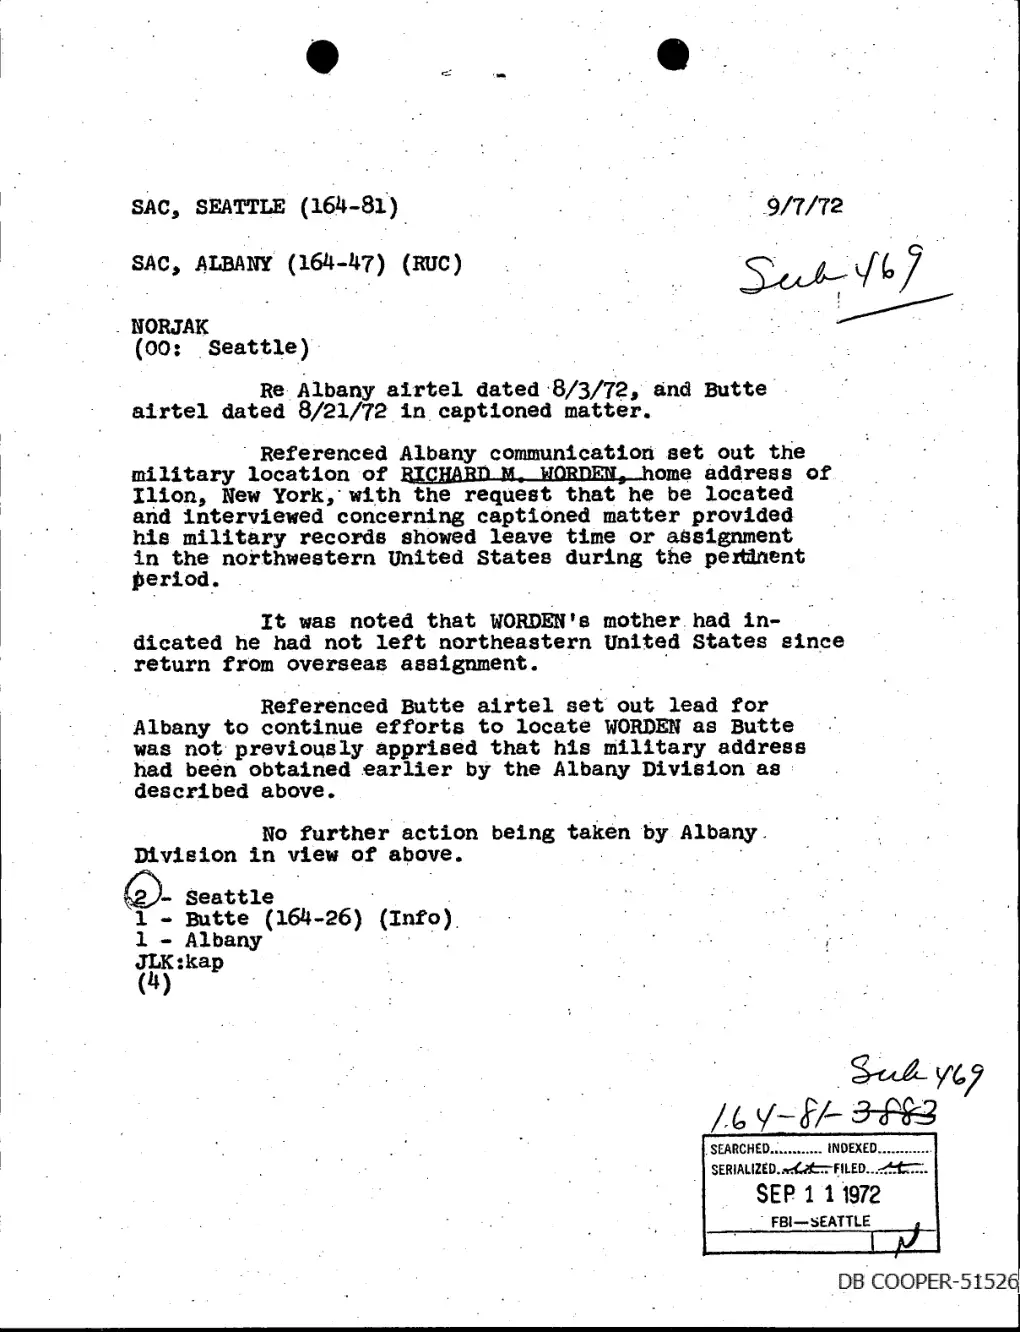 SAC, SEATTLE (164-81)
9/7/72
SAC, ALBANY (164-47) (RUC)
Sub 469
NORJAK
(OO: Seattle)
Re Albany airtel dated 8/3/72, and Butte
airtel dated 8/21/72 in captioned matter.
Referenced Albany communication set out the
military location of RICHARD M. WORDEN, home address of
Ilion, New York, with the request that he be located
and interviewed concerning captioned matter provided
his military records showed leave time or assignment
in the northwestern United States during the pertinent
period.
It was noted that WORDEN's mother had in-
dicated he had not left northeastern United States since
return from overseas assignment.
Referenced Butte airtel set out lead for
Albany to continue efforts to locate WORDEN as Butte
was not previously apprised that his military address
had been obtained earlier by the Albany Division as
described above.
No further action being taken by Albany
Division in view of above.
2 - Seattle
1 - Butte (164-26) (Info)
1 - Albany
JLK:kap
(4)
Sub 469
164-81-3883
SEARCHED............ INDEXED............
SERIALIZED.... FILED....
SEP 11 1972
FBI—SEATTLE
DB COOPER-51526